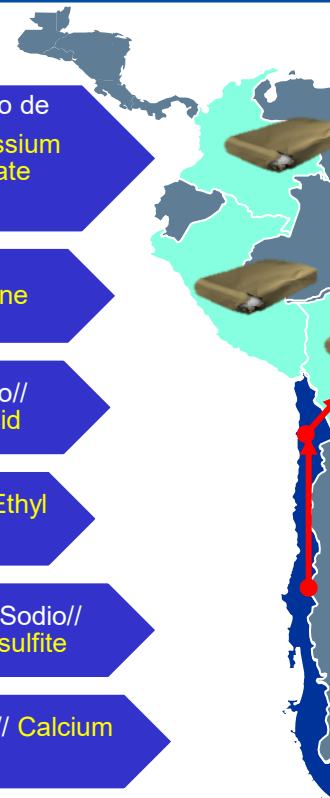 o de
ssium
ate
ne
o//
id
Ethyl
Sodio//
sulfite
// Calcium